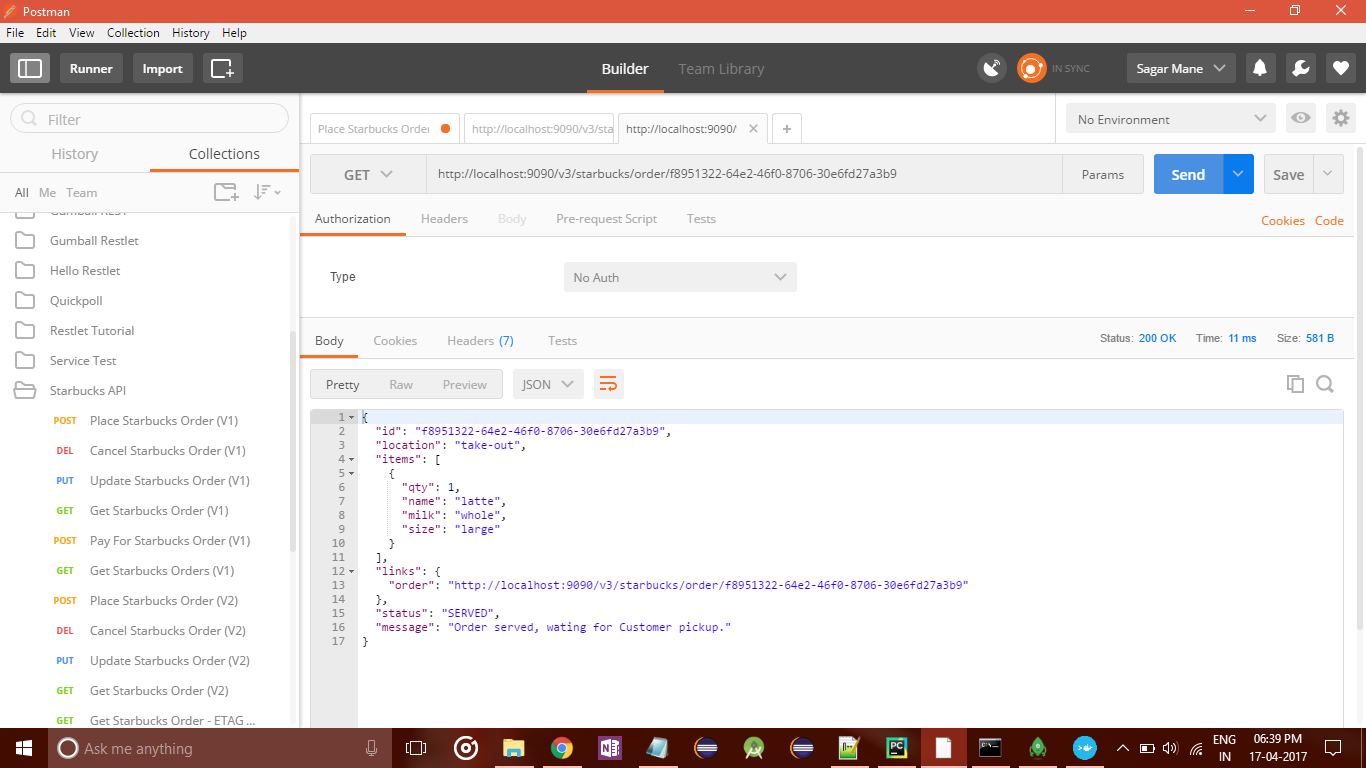 Postman
File Edit View Collection History Help
Runner Import Builder Team Library IN SYNC Sagar Mane
Filter
History Collections
All Me Team
Gumball REST
Gumball Restlet
Hello Restlet
Quickpoll
Restlet Tutorial
Service Test
Starbucks API
POST Place Starbucks Order (V1)
DEL Cancel Starbucks Order (V1)
PUT Update Starbucks Order (V1)
GET Get Starbucks Order (V1)
POST Pay For Starbucks Order (V1)
GET Get Starbucks Orders (V1)
POST Place Starbucks Order (V2)
DEL Cancel Starbucks Order (V2)
PUT Update Starbucks Order (V2)
GET Get Starbucks Order (V2)
GET Get Starbucks Order - ETAG ...
Place Starbucks Order http://localhost:9090/v3/sta http://localhost:9090/ No Environment
GET http://localhost:9090/v3/starbucks/order/f8951322-64e2-46f0-8706-30e6fd27a3b9 Params Send Save
Authorization Headers Body Pre-request Script Tests Cookies Code
Type No Auth
Body Cookies Headers (7) Tests Status: 200 OK Time: 11 ms Size: 581 B
Pretty Raw Preview JSON
1 {
2 "id": "f8951322-64e2-46f0-8706-30e6fd27a3b9",
3 "location": "take-out",
4 "items": [
5 {
6 "qty": 1,
7 "name": "latte",
8 "milk": "whole",
9 "size": "large"
10 }
11 ],
12 "links": {
13 "order": "http://localhost:9090/v3/starbucks/order/f8951322-64e2-46f0-8706-30e6fd27a3b9"
14 },
15 "status": "SERVED",
16 "message": "Order served, wating for Customer pickup."
17 }
Ask me anything ENG 06:39 PM
IN 17-04-2017